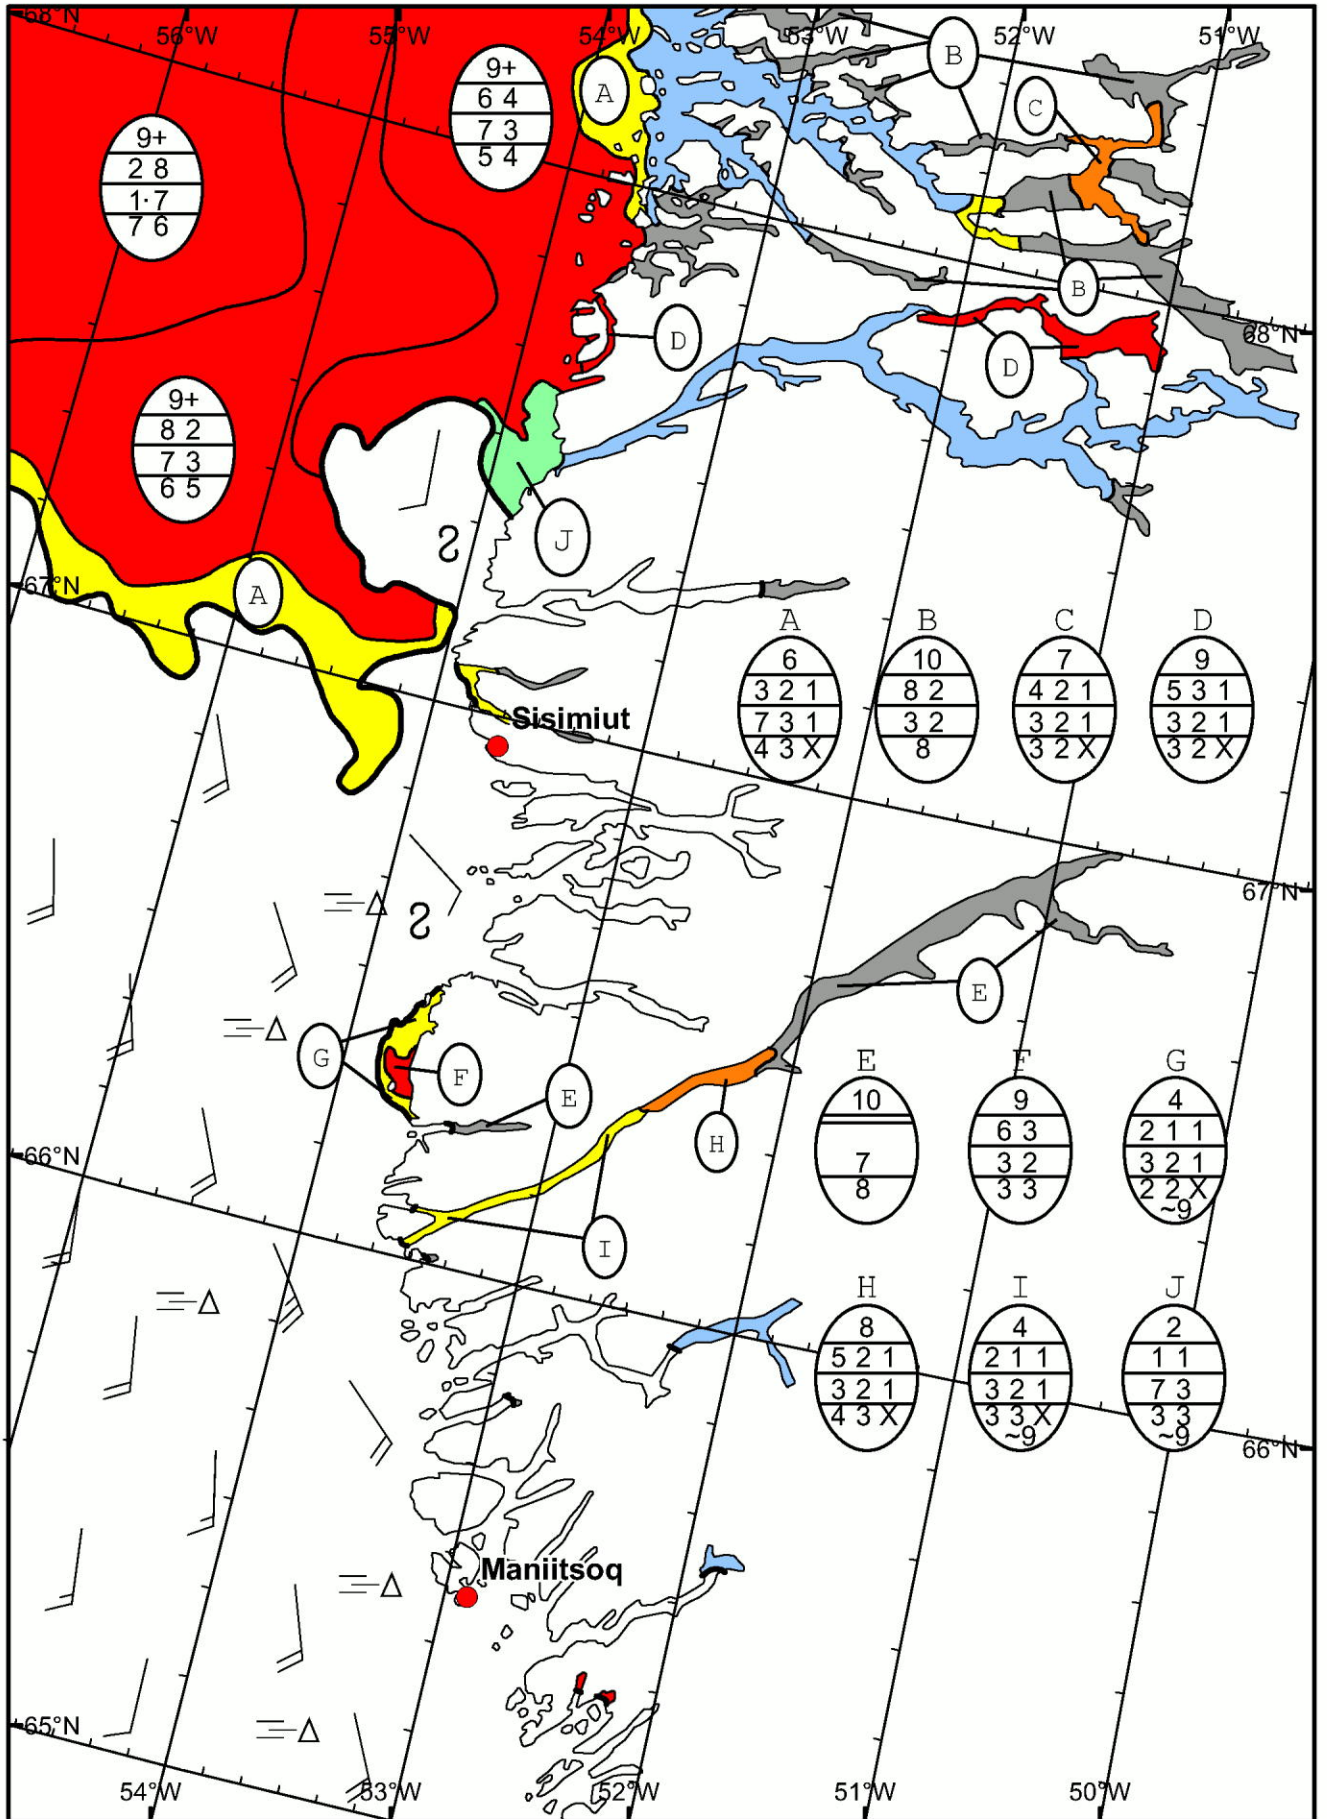 68°N
56°W
55°W
54°W
53°W
52°W
51°W
9+
6 4
7 3
5 4
A
B
C
9+
2 8
1· 7
7 6
B
68°N
D
D
9+
8 2
7 3
6 5
J
67°N
A
A
6
3 2 1
7 3 1
4 3 X
B
10
8 2
3 2
8
C
7
4 2 1
3 2 1
3 2 X
D
9
5 3 1
3 2 1
3 2 X
Sisimiut
67°N
E
G
F
E
H
I
E
10
7
8
F
9
6 3
3 2
3 3
G
4
2 1 1
3 2 1
2 2 X
~9
66°N
H
8
5 2 1
3 2 1
4 3 X
I
4
2 1 1
3 2 1
3 3 X
~9
J
2
1 1
7 3
3 3
~9
66°N
Maniitsoq
65°N
54°W
53°W
52°W
51°W
50°W